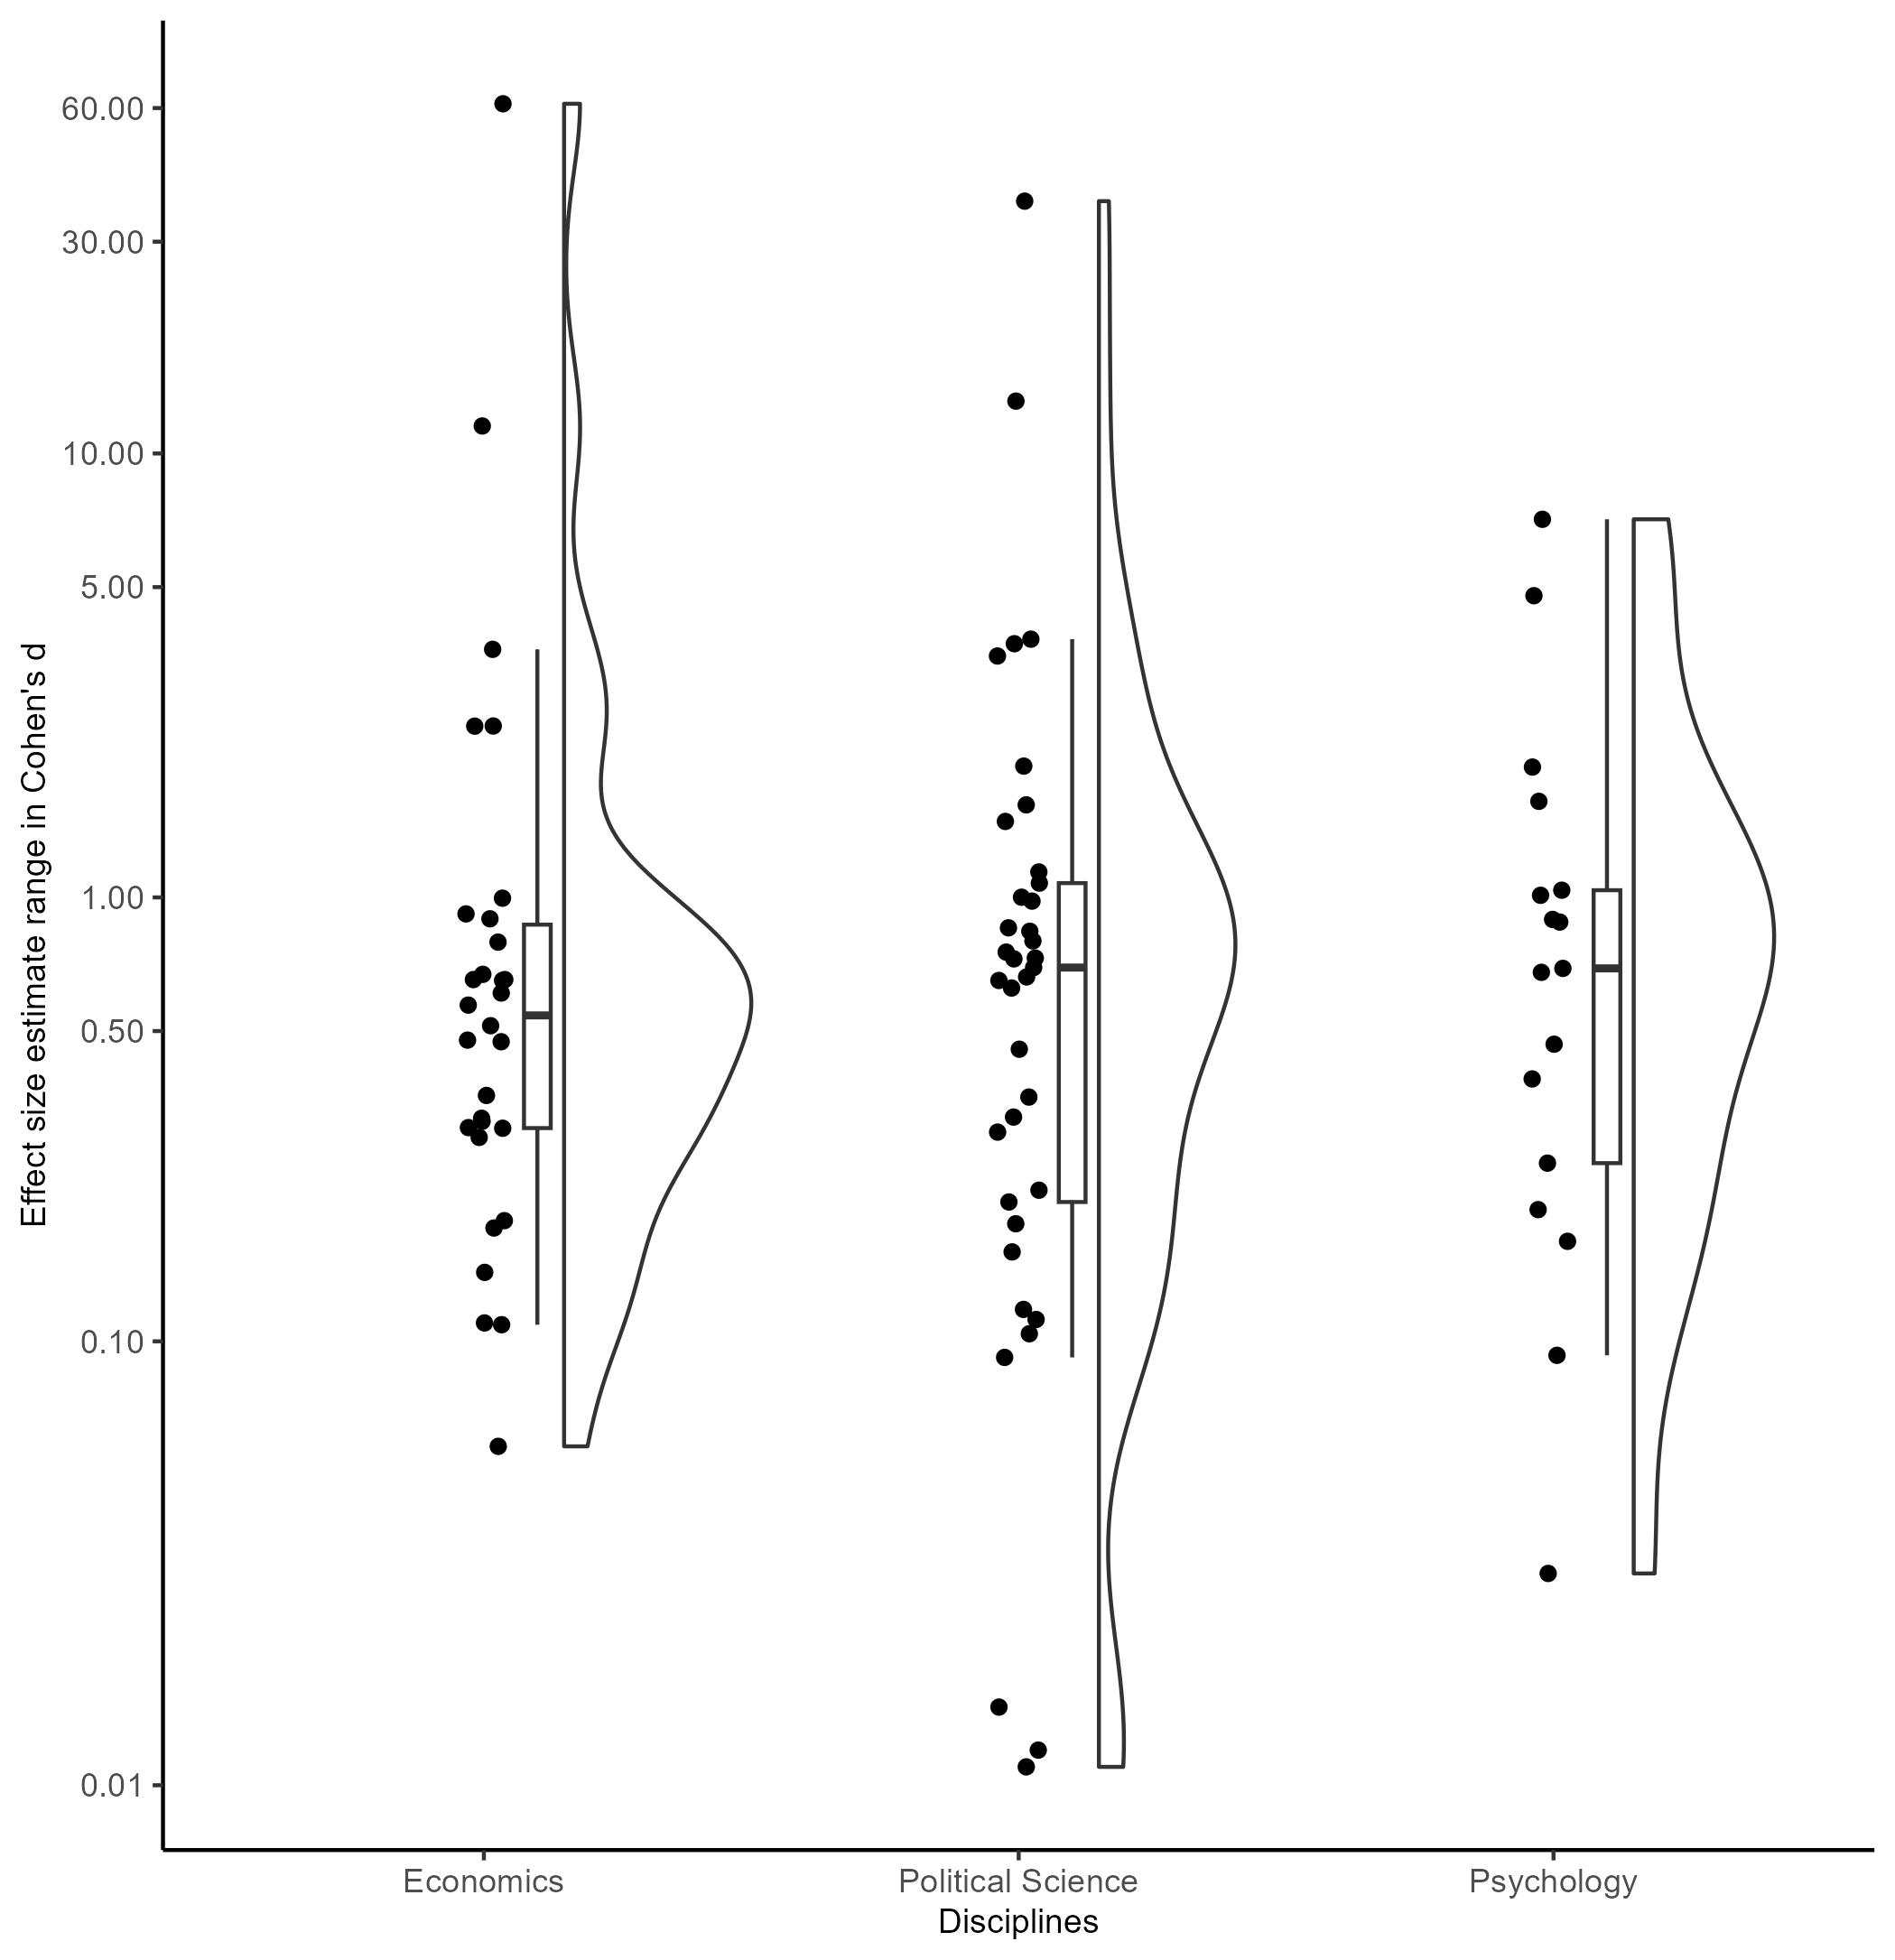 Effect size estimate range in Cohen's d
60.00
30.00
10.00
5.00
1.00
0.50
0.10
0.01
Economics
Political Science
Psychology
Disciplines